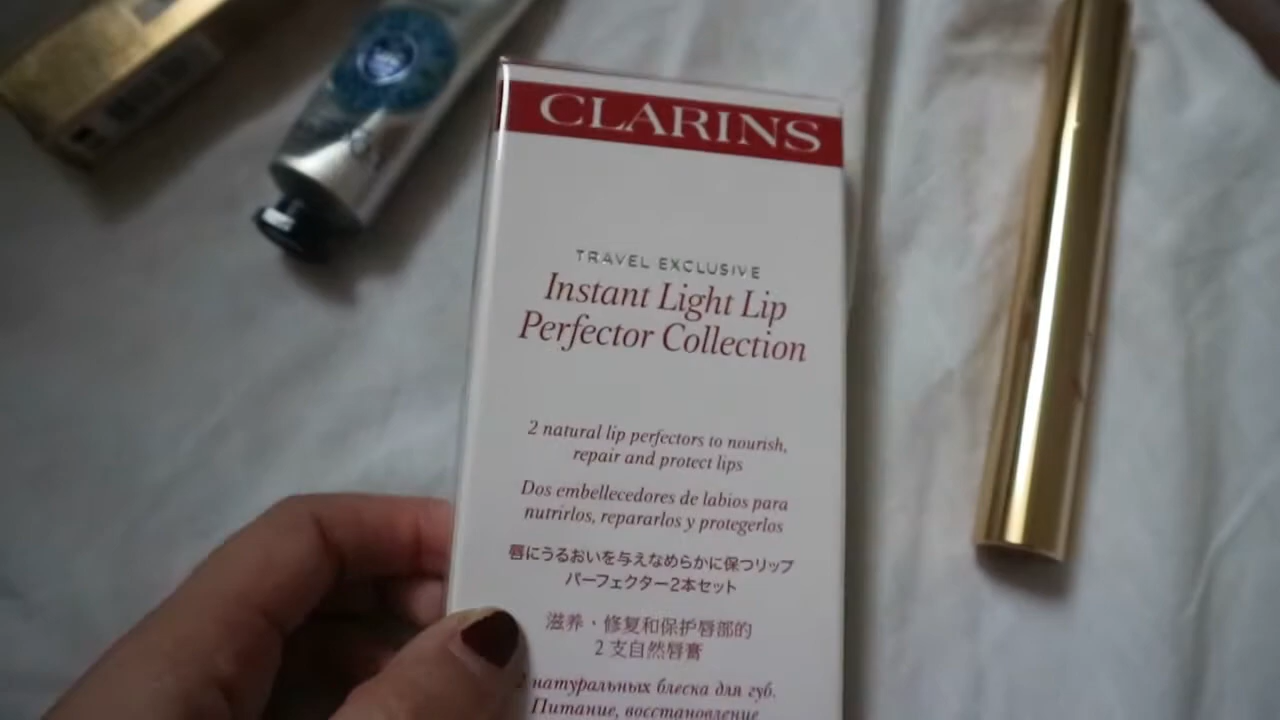 CLARINS
TRAVEL EXCLUSIVE
Instant Light Lip
Perfector Collection
2 natural lip perfectors to nourish,
repair and protect lips
Dos embellecedores de labios para
nutrirlos, repararlos y protegerlos
唇にうるおいを与えなめらかに保つリップ
パーフェクター2本セット
滋养・修复和保护唇部的
2 支自然唇膏
2 натуральных блеска для губ.
Питание, восстановление